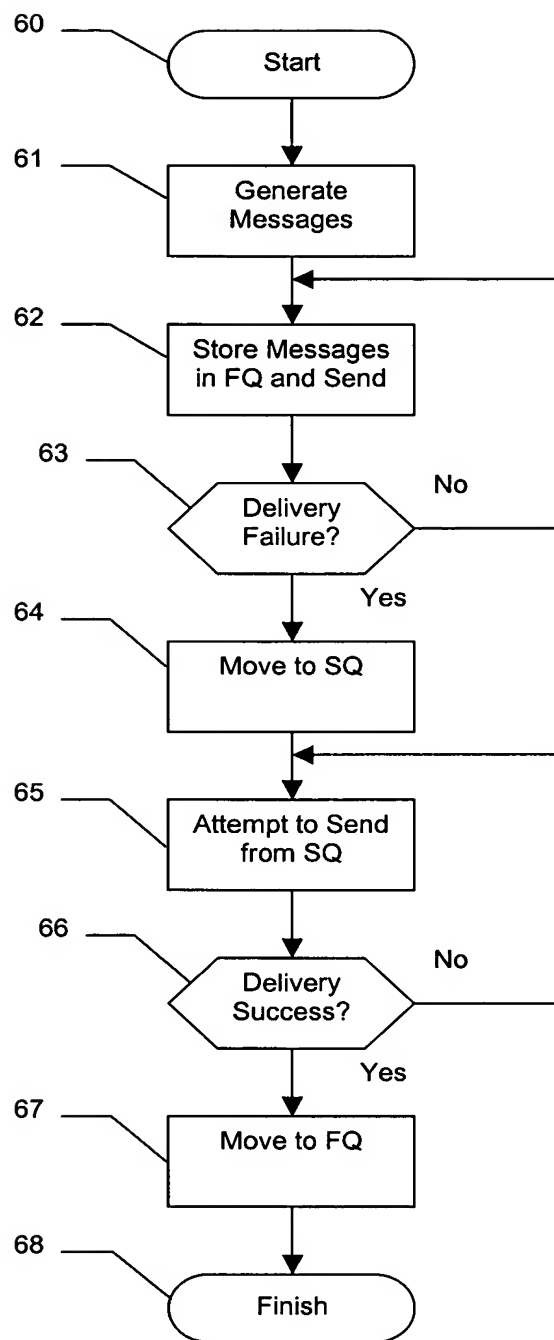 60
Start
61
Generate
Messages
62
Store Messages
in FQ and Send
63
Delivery
Failure?
No
Yes
64
Move to SQ
65
Attempt to Send
from SQ
66
Delivery
Success?
No
Yes
67
Move to FQ
68
Finish